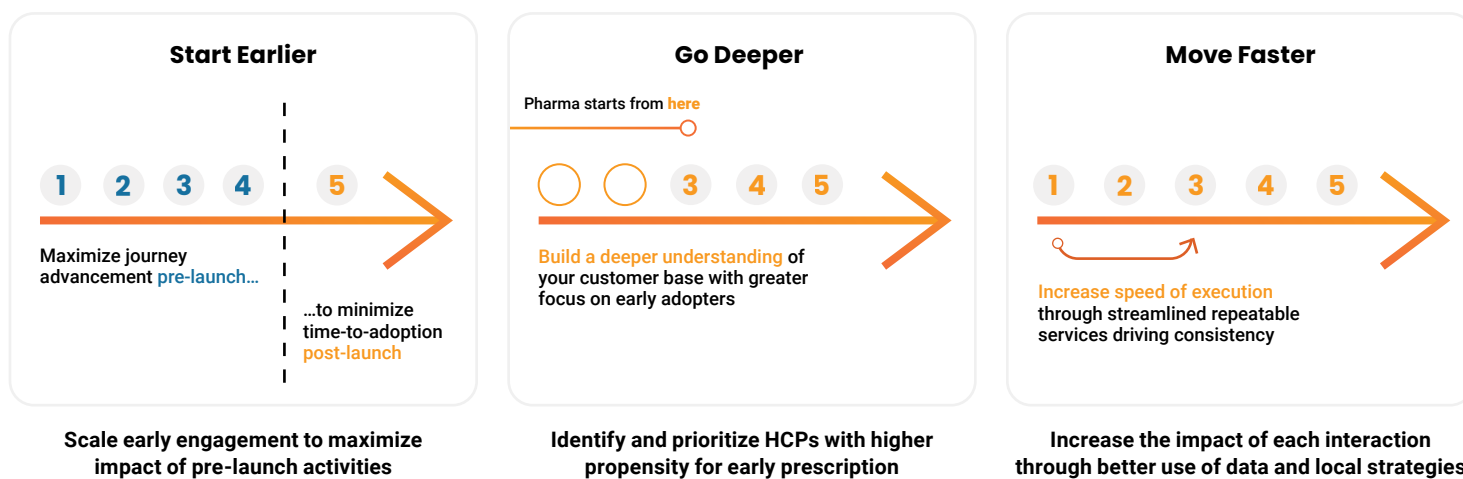 Start Earlier
1 2 3 4 5
Maximize journey
advancement pre-launch...
...to minimize
time-to-adoption
post-launch
Scale early engagement to maximize
impact of pre-launch activities
Go Deeper
Pharma starts from here
3 4 5
Build a deeper understanding of
your customer base with greater
focus on early adopters
Identify and prioritize HCPs with higher
propensity for early prescription
Move Faster
1 2 3 4 5
Increase speed of execution
through streamlined repeatable
services driving consistency
Increase the impact of each interaction
through better use of data and local strategies